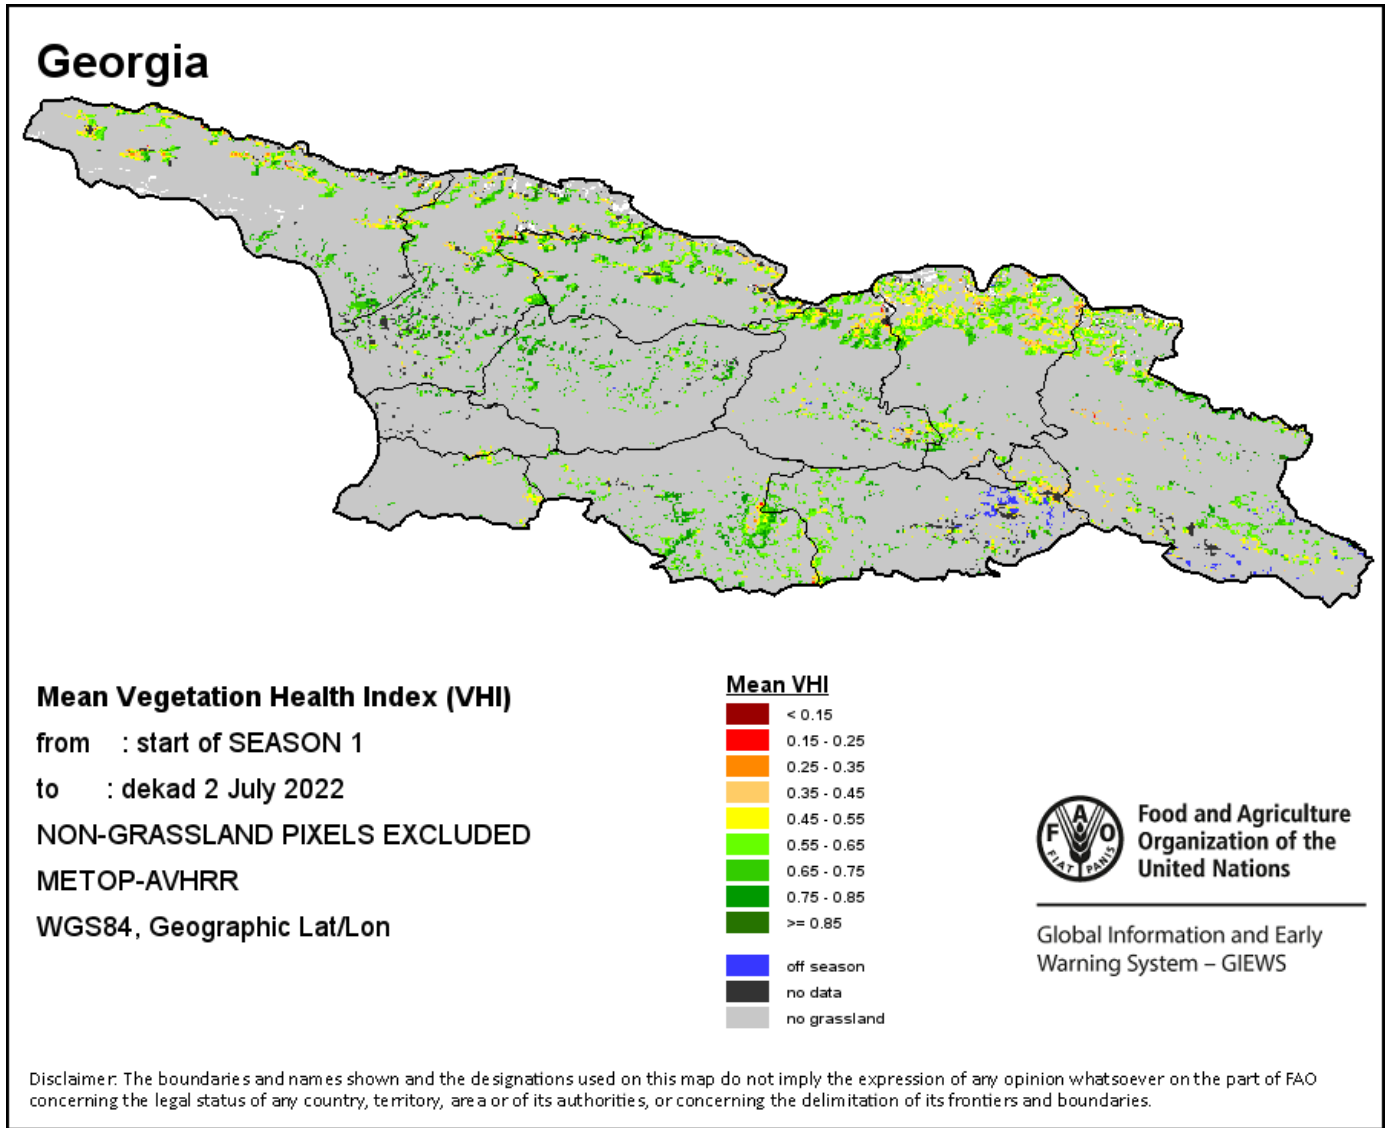 Georgia
Mean Vegetation Health Index (VHI)
from : start of SEASON 1
to : dekad 2 July 2022
NON-GRASSLAND PIXELS EXCLUDED
METOP-AVHRR
WGS84, Geographic Lat/Lon
Mean VHI
< 0.15
0.15 - 0.25
0.25 - 0.35
0.35 - 0.45
0.45 - 0.55
0.55 - 0.65
0.65 - 0.75
0.75 - 0.85
>= 0.85
off season
no data
no grassland
F A O
FIAT PANIS
Food and Agriculture
Organization of the
United Nations
Global Information and Early
Warning System – GIEWS
Disclaimer: The boundaries and names shown and the designations used on this map do not imply the expression of any opinion whatsoever on the part of FAO
concerning the legal status of any country, territory, area or of its authorities, or concerning the delimitation of its frontiers and boundaries.